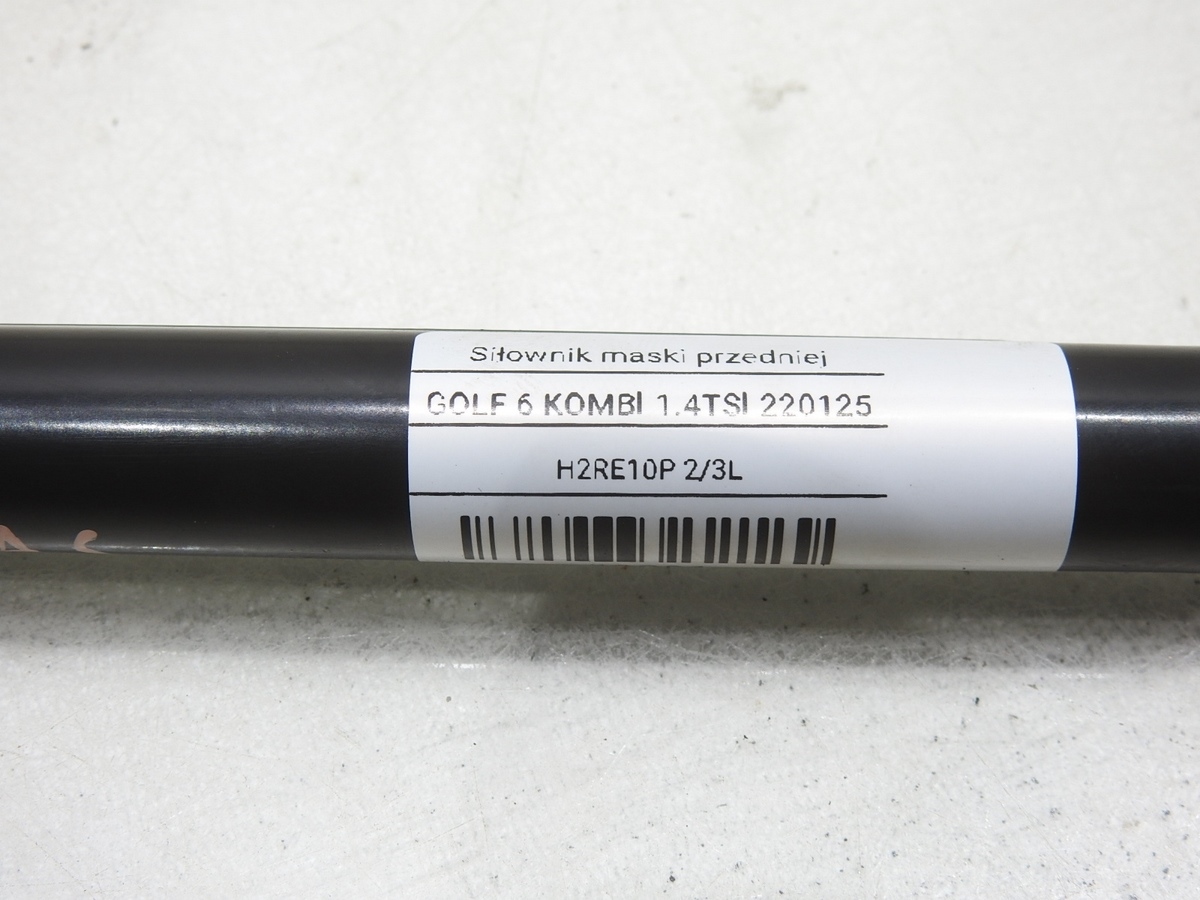 Siłownik maski przedniej
GOLF 6 KOMBI 1.4TSI 220125
H2RE10P 2/3L